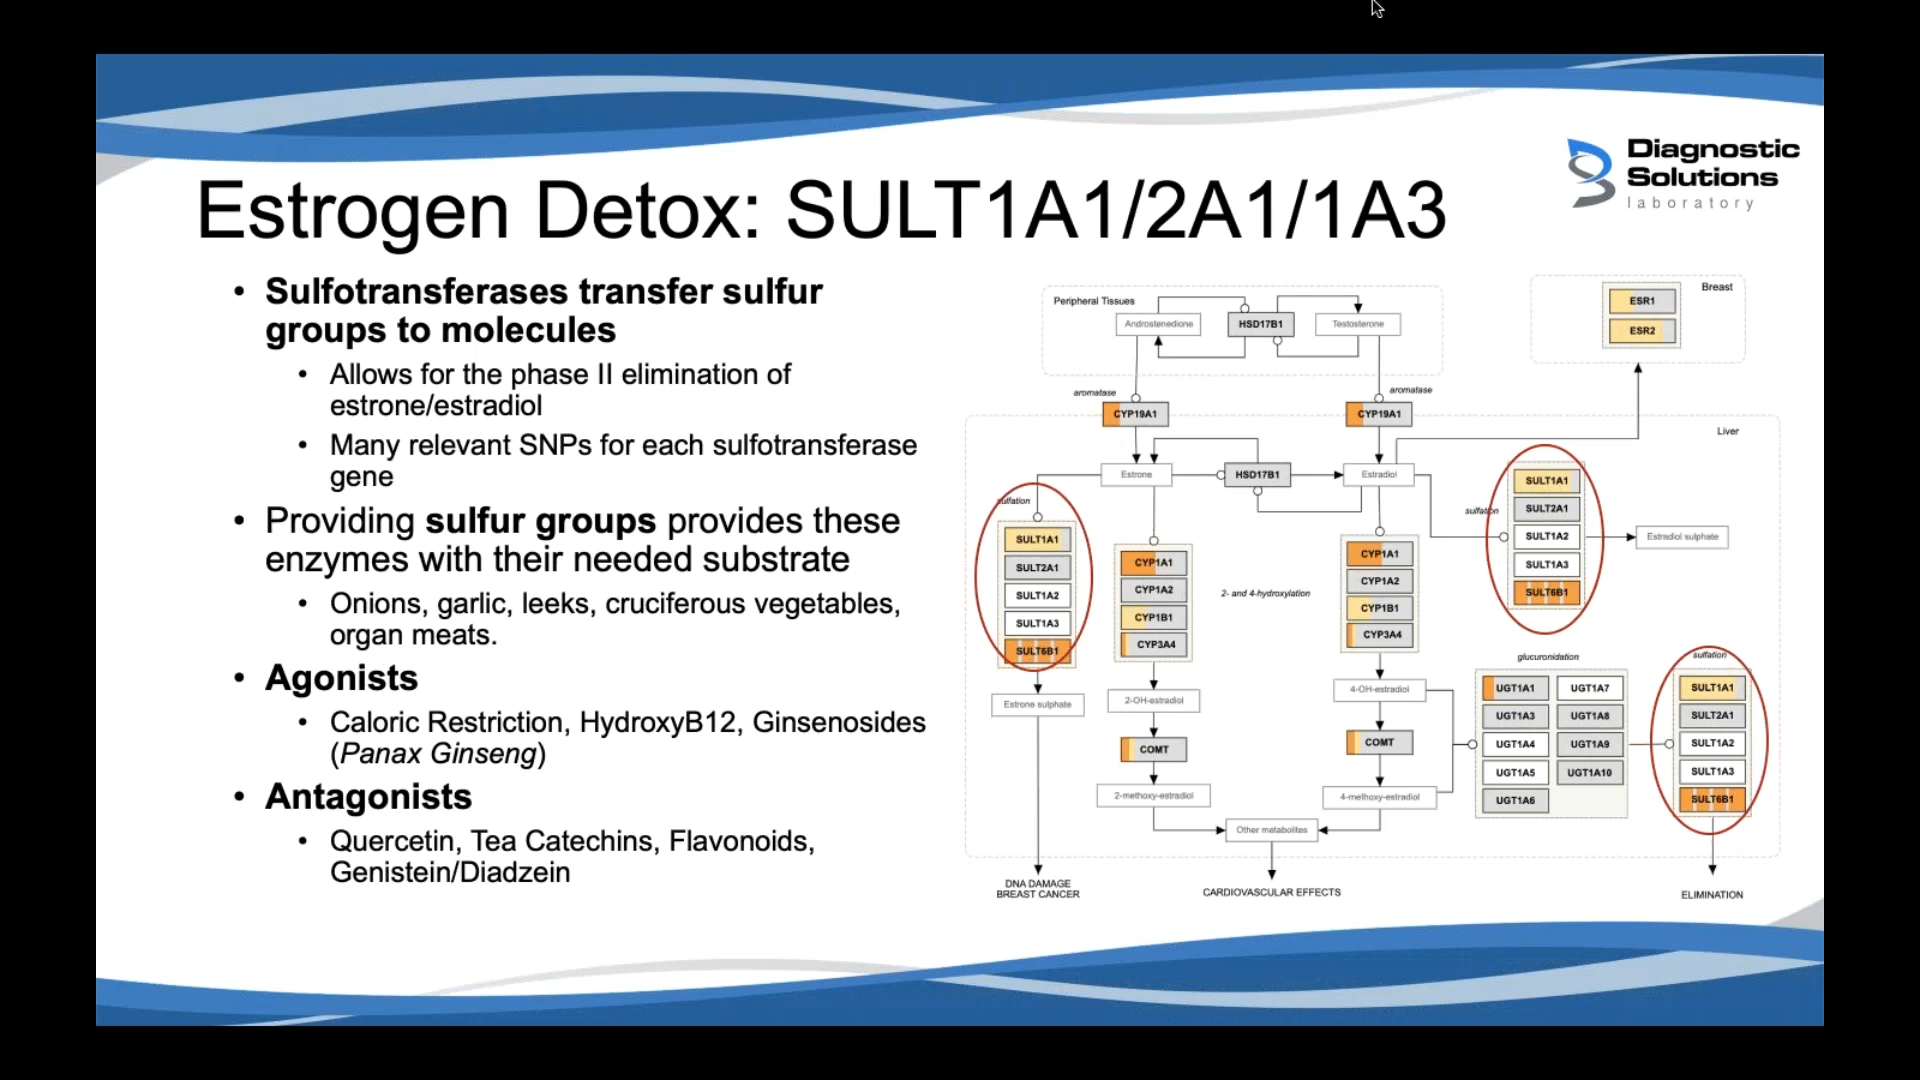 Diagnostic
Solutions
laboratory
Estrogen Detox: SULT1A1/2A1/1A3
• Sulfotransferases transfer sulfur
groups to molecules
• Allows for the phase II elimination of
estrone/estradiol
• Many relevant SNPs for each sulfotransferase
gene
• Providing sulfur groups provides these
enzymes with their needed substrate
• Onions, garlic, leeks, cruciferous vegetables,
organ meats.
• Agonists
• Caloric Restriction, HydroxyB12, Ginsenosides
(Panax Ginseng)
• Antagonists
• Quercetin, Tea Catechins, Flavonoids,
Genistein/Diadzein
Peripheral Tissues
Androstenedione
HSD17B1
Testosterone
Breast
ESR1
ESR2
aromatase
CYP19A1
aromatase
CYP19A1
Liver
Estrone
HSD17B1
Estradiol
sulfation
SULT1A1
SULT2A1
SULT1A2
SULT1A3
SULT6B1
Estrone sulphate
CYP1A1
CYP1A2
CYP1B1
CYP3A4
2-OH-estradiol
COMT
2-methoxy-estradiol
2- and 4-hydroxylation
CYP1A1
CYP1A2
CYP1B1
CYP3A4
4-OH-estradiol
COMT
4-methoxy-estradiol
Other metabolites
sulfation
SULT1A1
SULT2A1
SULT1A2
SULT1A3
SULT6B1
Estradiol sulphate
glucuronidation
UGT1A1 UGT1A7
UGT1A3 UGT1A8
UGT1A4 UGT1A9
UGT1A5 UGT1A10
UGT1A6
sulfation
SULT1A1
SULT2A1
SULT1A2
SULT1A3
SULT6B1
DNA DAMAGE
BREAST CANCER
CARDIOVASCULAR EFFECTS
ELIMINATION